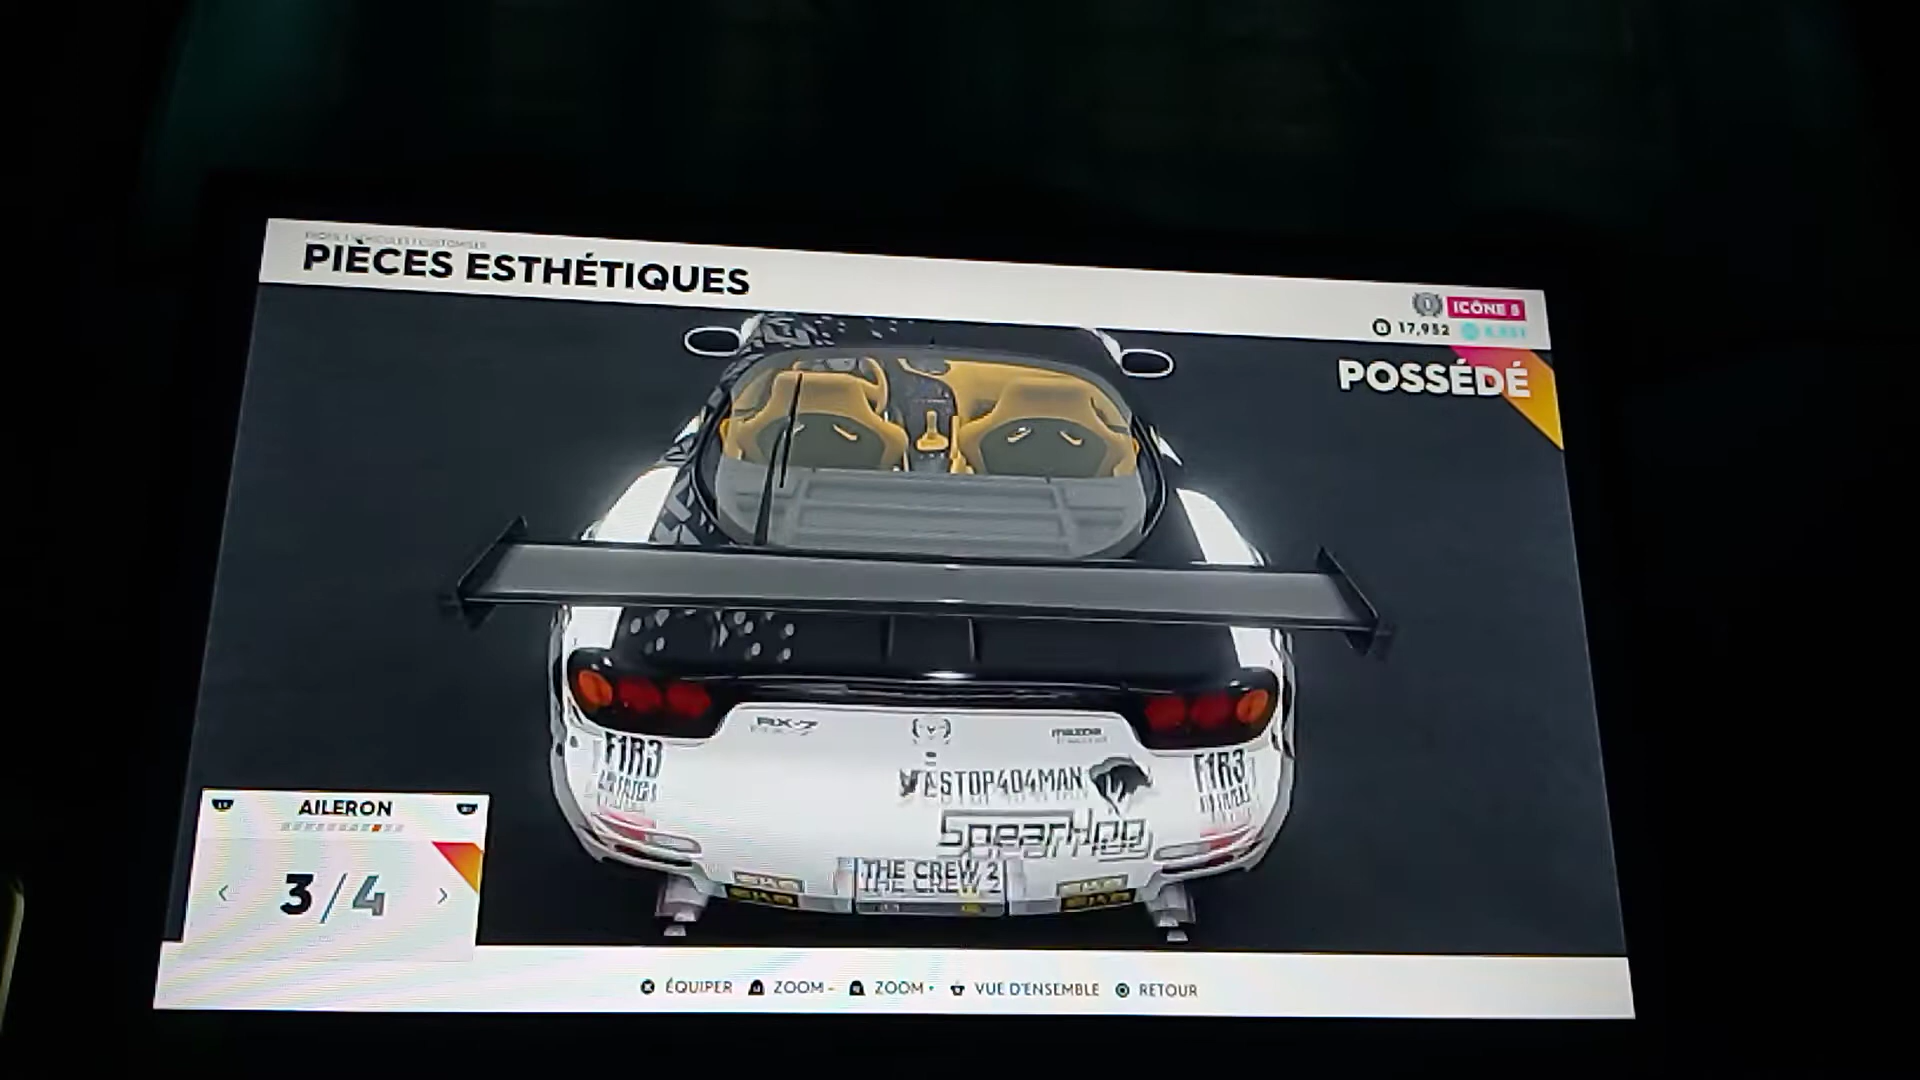 PIÈCES ESTHÉTIQUES
ICÔNE 5
17,952
POSSÉDÉ
RX-7
mazda
F1R3
STOP404MAN
F1R3
SpearHog
THE CREW 2
AILERON
3/4
ÉQUIPER ZOOM - ZOOM + VUE D'ENSEMBLE RETOUR